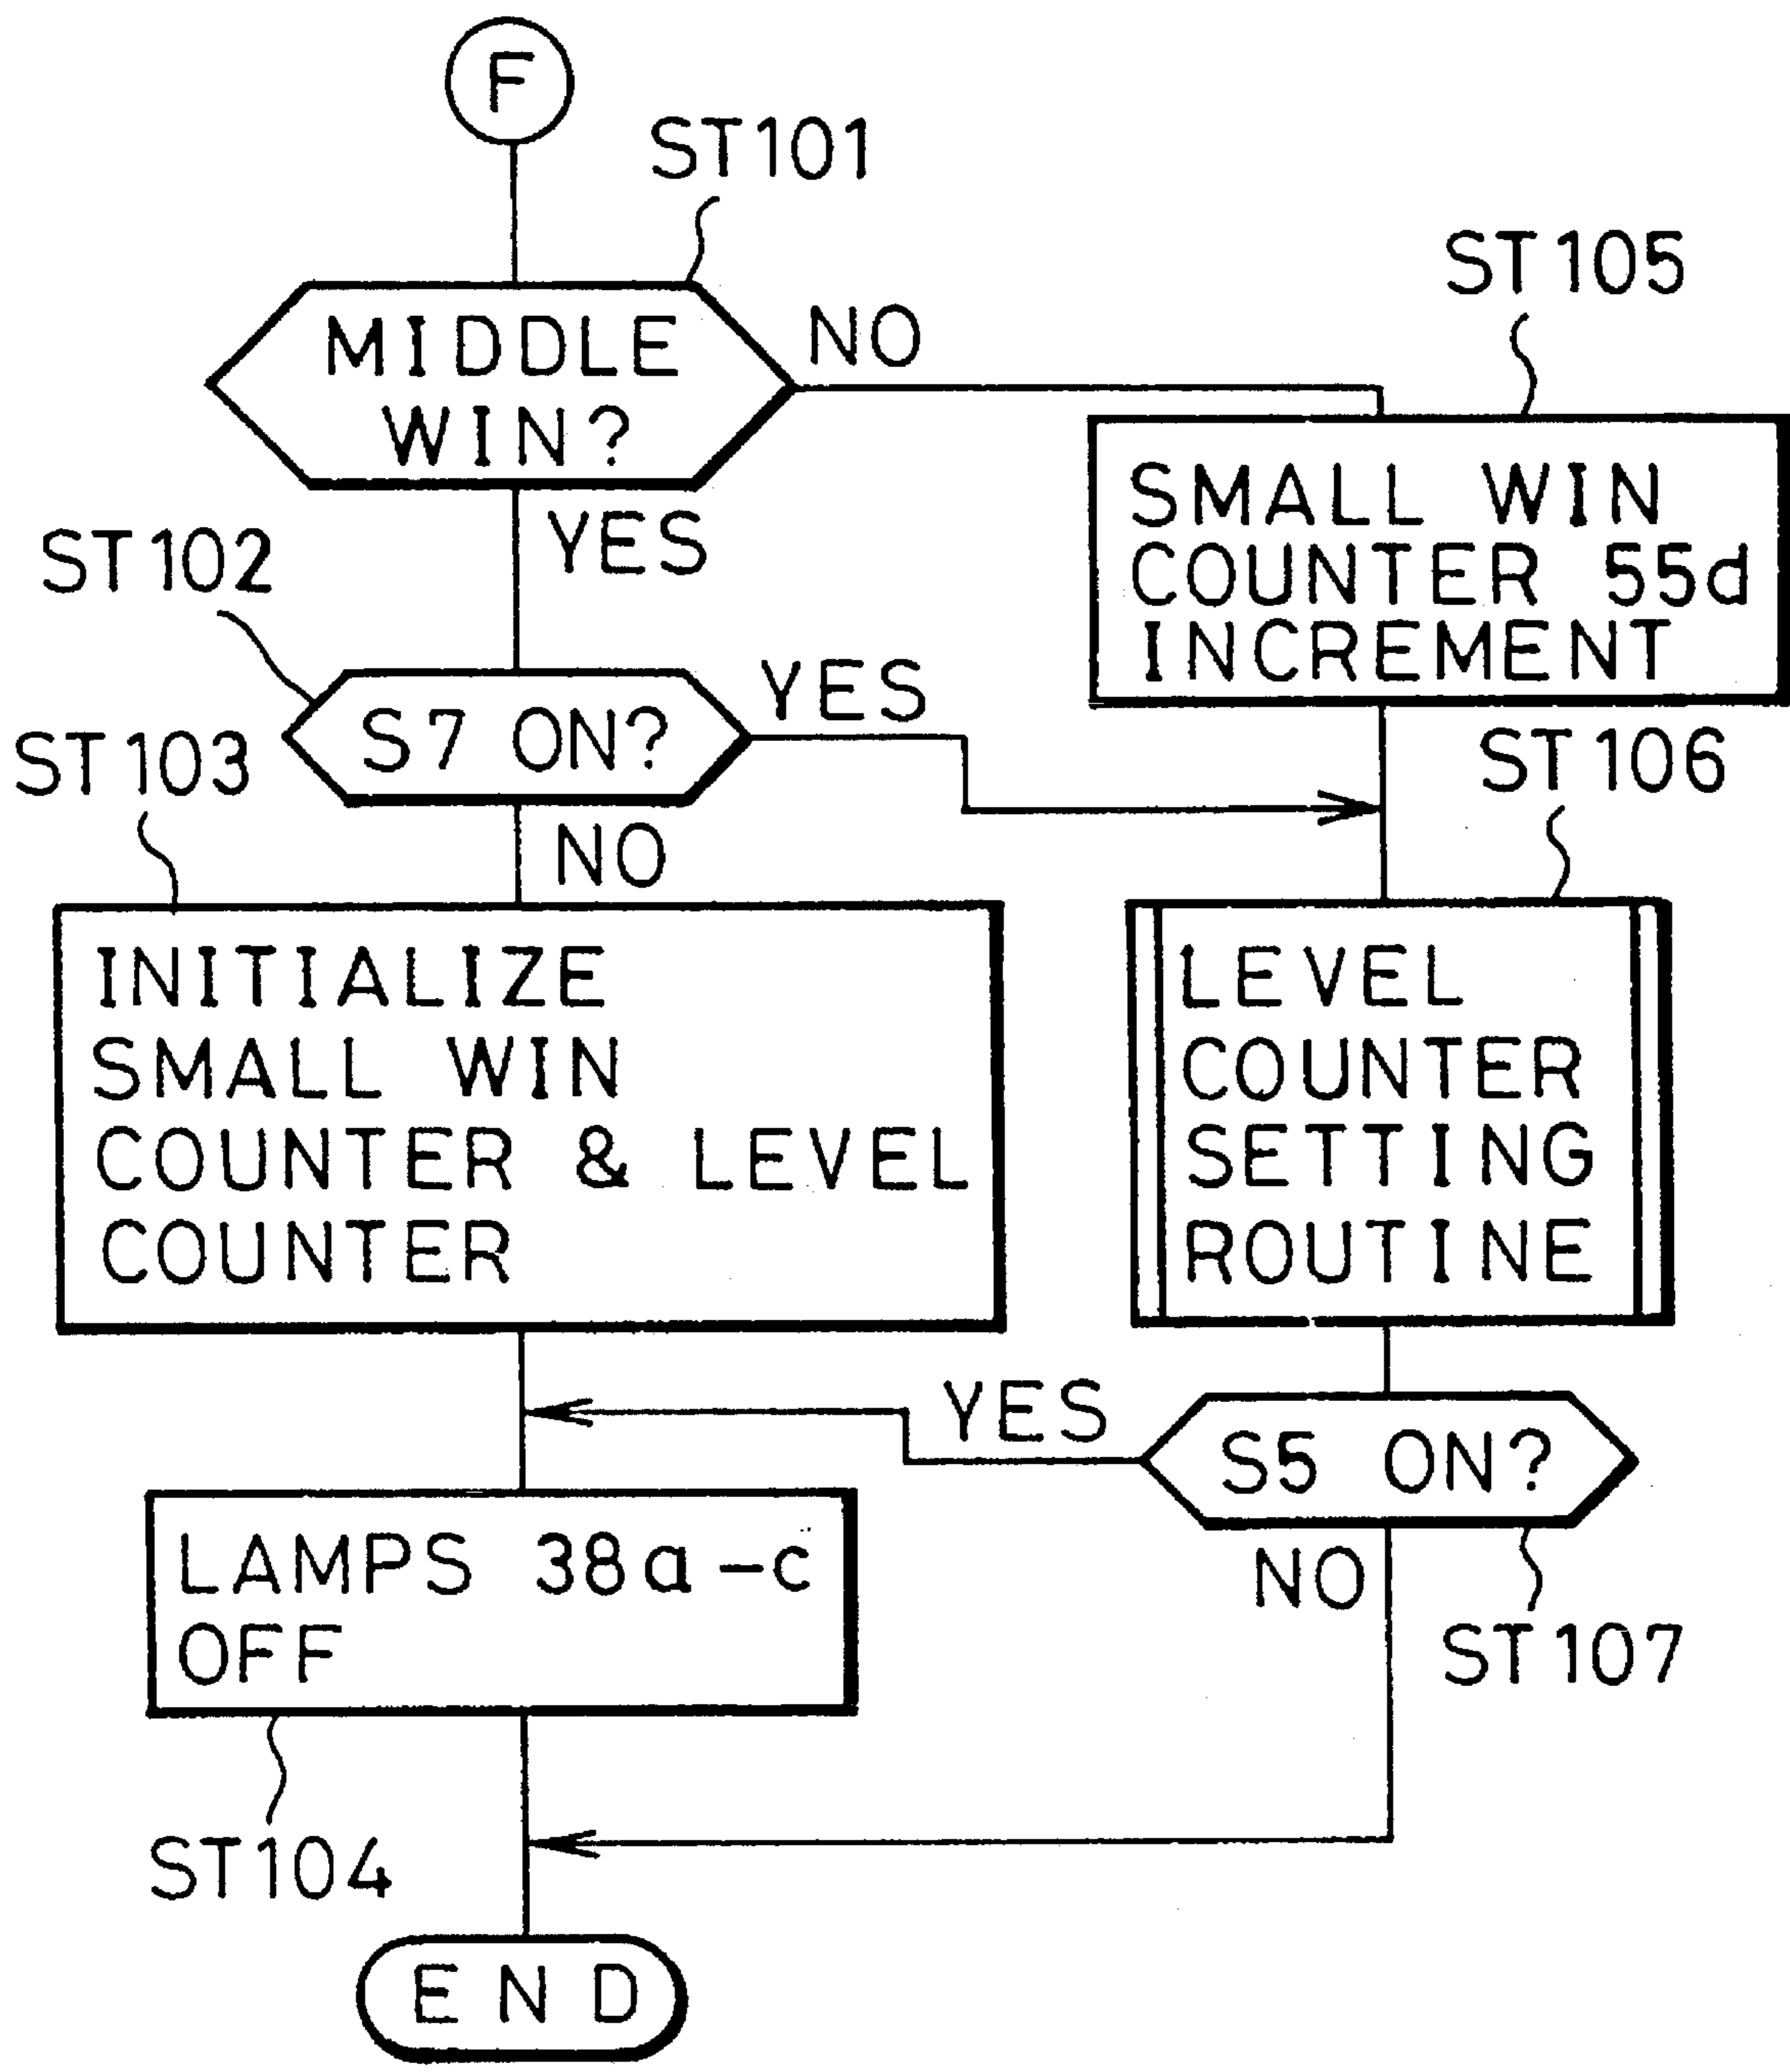 F
ST101
MIDDLE
WIN?
NO
YES
ST105
SMALL WIN
COUNTER 55d
INCREMENT
ST102
S7 ON?
YES
NO
ST103
INITIALIZE
SMALL WIN
COUNTER & LEVEL
COUNTER
ST106
LEVEL
COUNTER
SETTING
ROUTINE
YES
S5 ON?
NO
ST107
LAMPS 38a-c
OFF
ST104
END